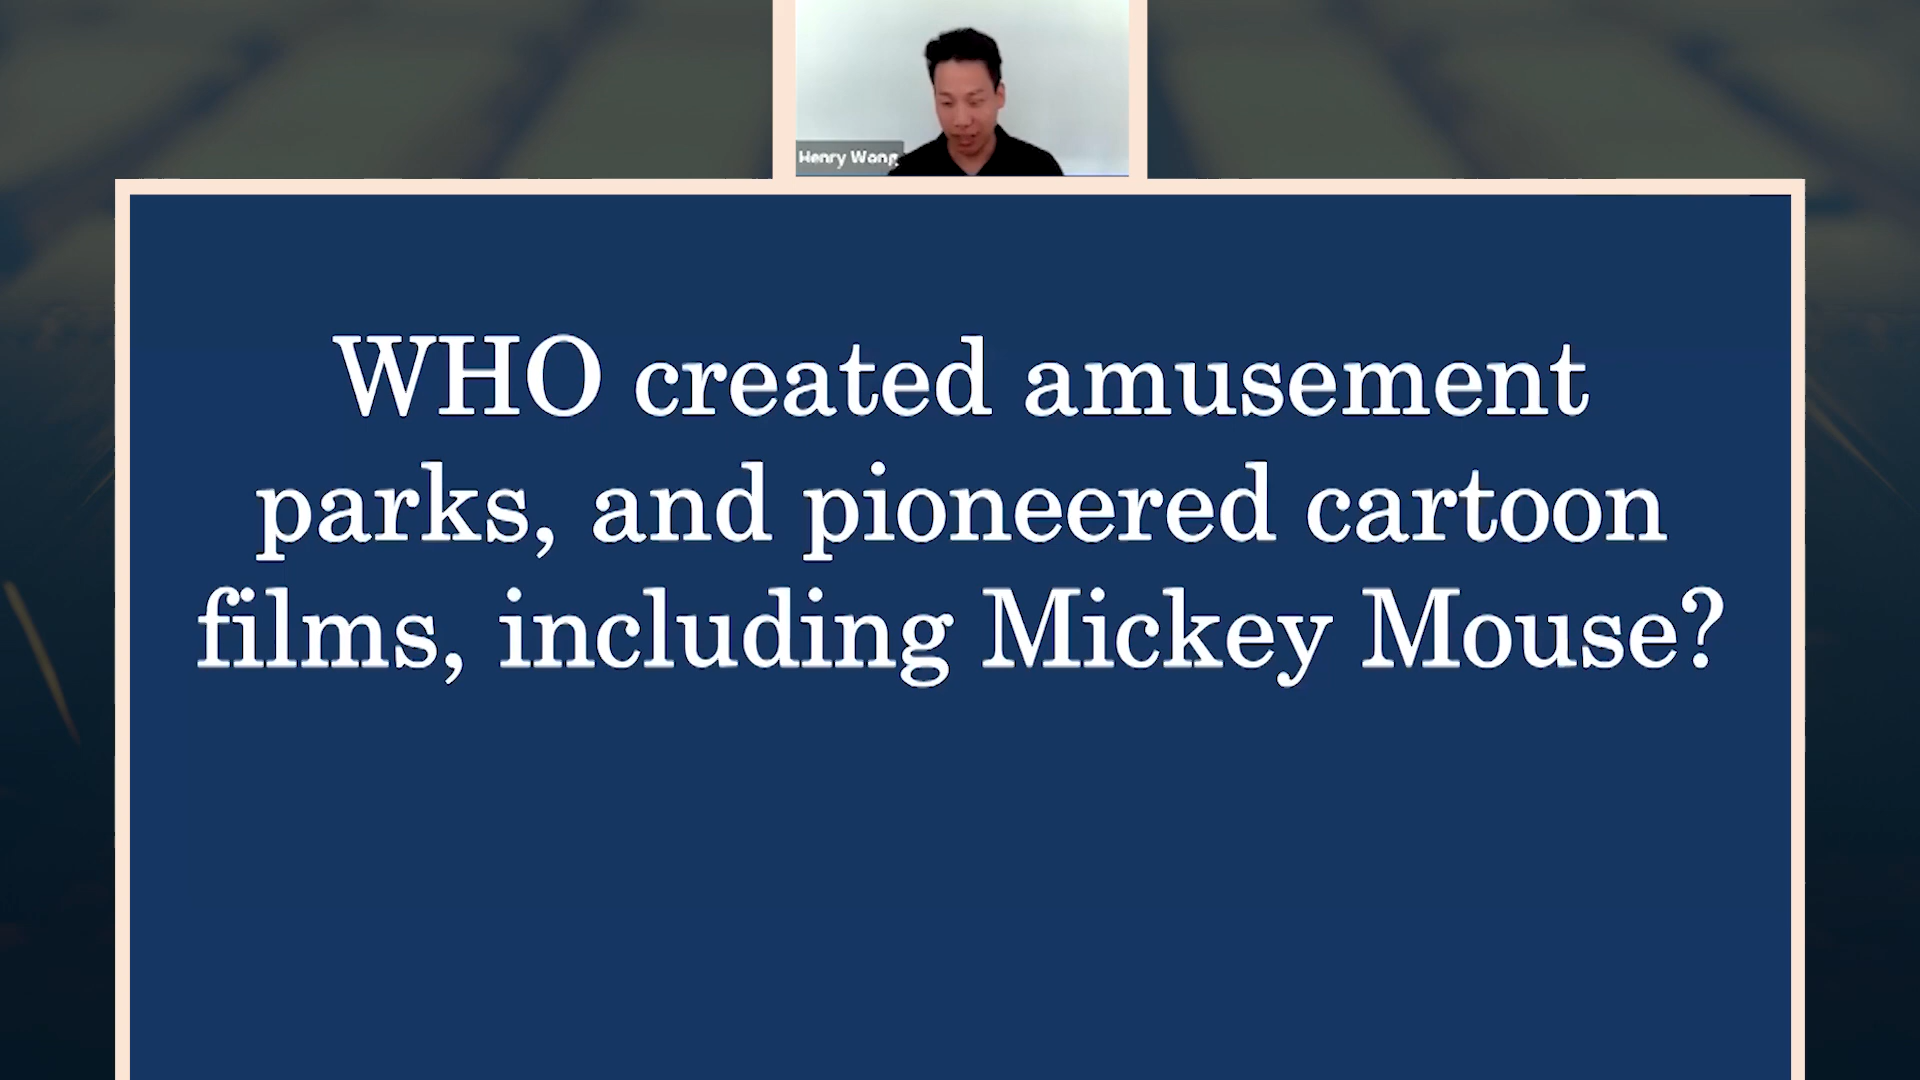 Henry Wong
WHO created amusement
parks, and pioneered cartoon
films, including Mickey Mouse?